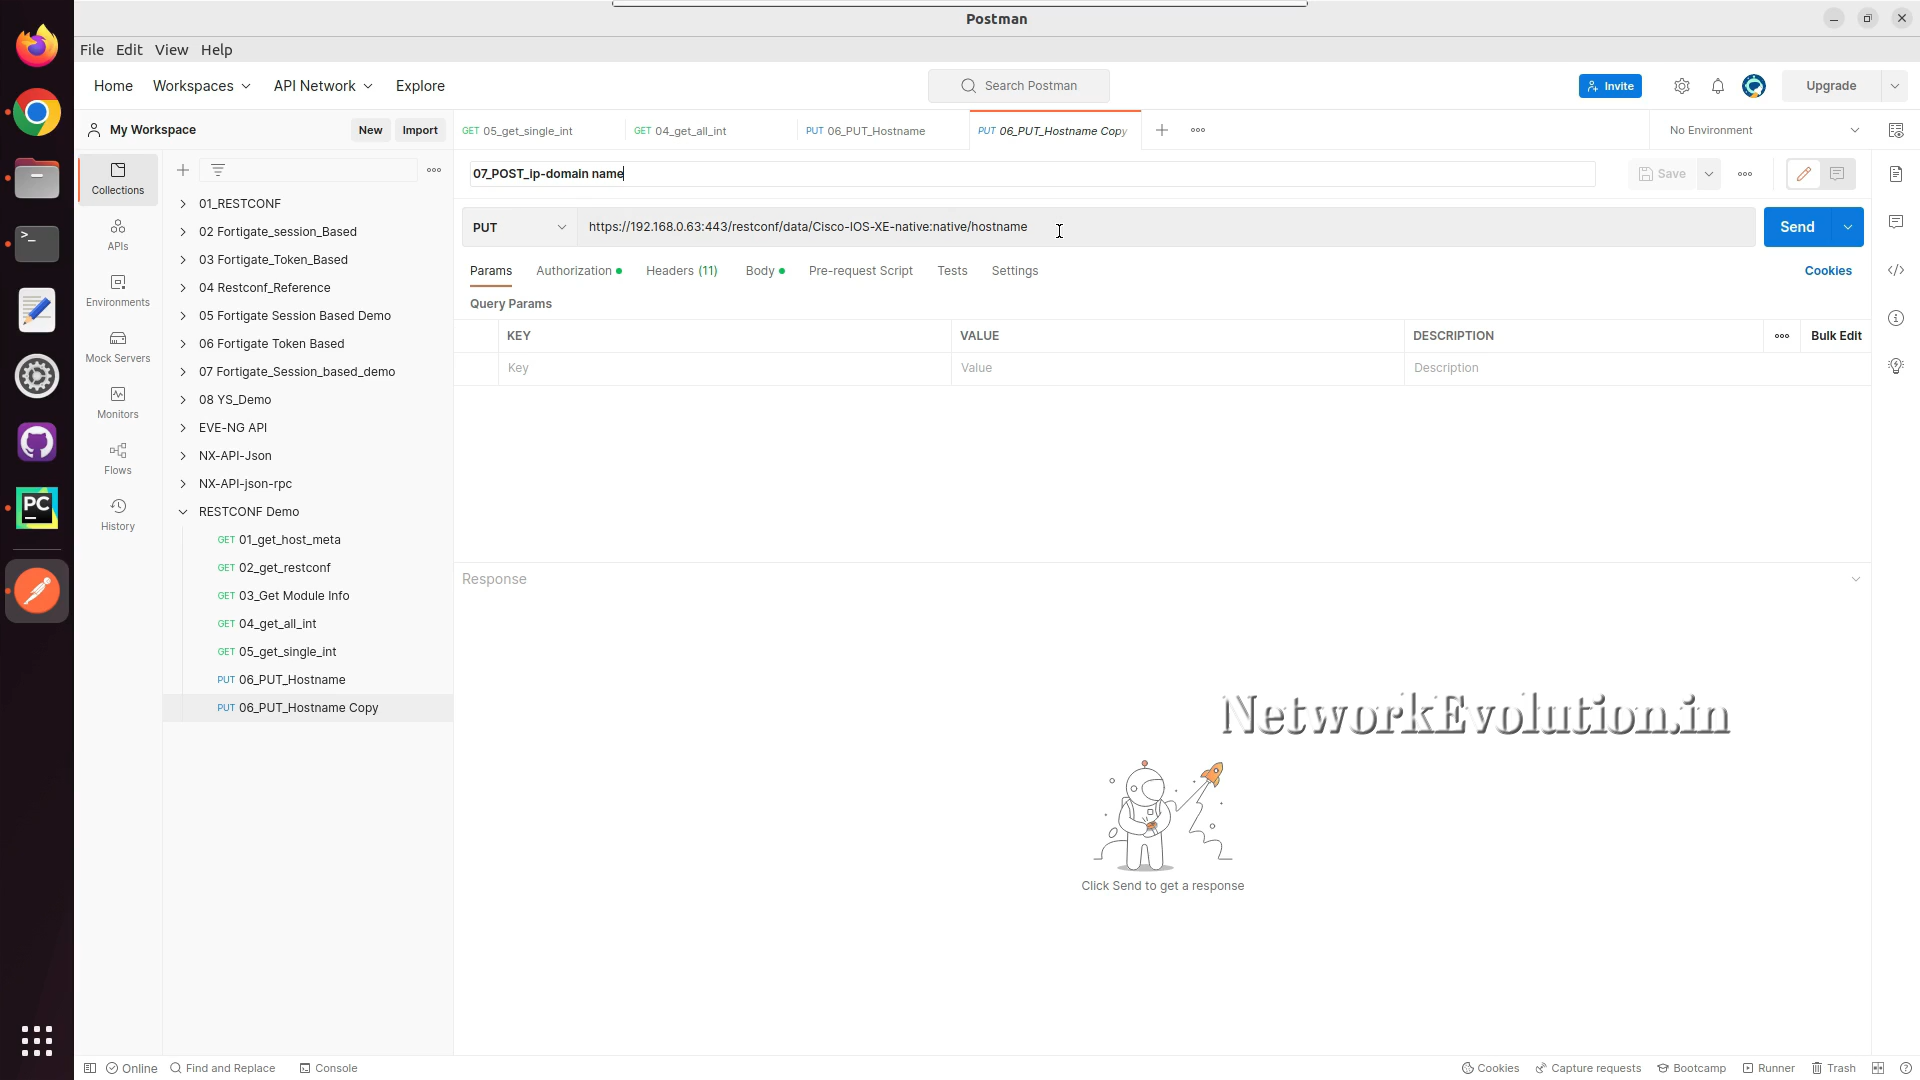 Postman
File Edit View Help
Home Workspaces API Network Explore Search Postman Invite Upgrade
My Workspace New Import GET 05_get_single_int GET 04_get_all_int PUT 06_PUT_Hostname PUT 06_PUT_Hostname Copy No Environment
07_POST_ip-domain name Save
PUT https://192.168.0.63:443/restconf/data/Cisco-IOS-XE-native:native/hostname Send
Params Authorization Headers (11) Body Pre-request Script Tests Settings Cookies
Query Params
KEY VALUE DESCRIPTION Bulk Edit
Key Value Description
Response
Click Send to get a response
Collections
APIs
Environments
Mock Servers
Monitors
Flows
History
01_RESTCONF
02 Fortigate_session_Based
03 Fortigate_Token_Based
04 Restconf_Reference
05 Fortigate Session Based Demo
06 Fortigate Token Based
07 Fortigate_Session_based_demo
08 YS_Demo
EVE-NG API
NX-API-Json
NX-API-json-rpc
RESTCONF Demo
GET 01_get_host_meta
GET 02_get_restconf
GET 03_Get Module Info
GET 04_get_all_int
GET 05_get_single_int
PUT 06_PUT_Hostname
PUT 06_PUT_Hostname Copy
NetworkEvolution.in
PC
Online Find and Replace Console Cookies Capture requests Bootcamp Runner Trash